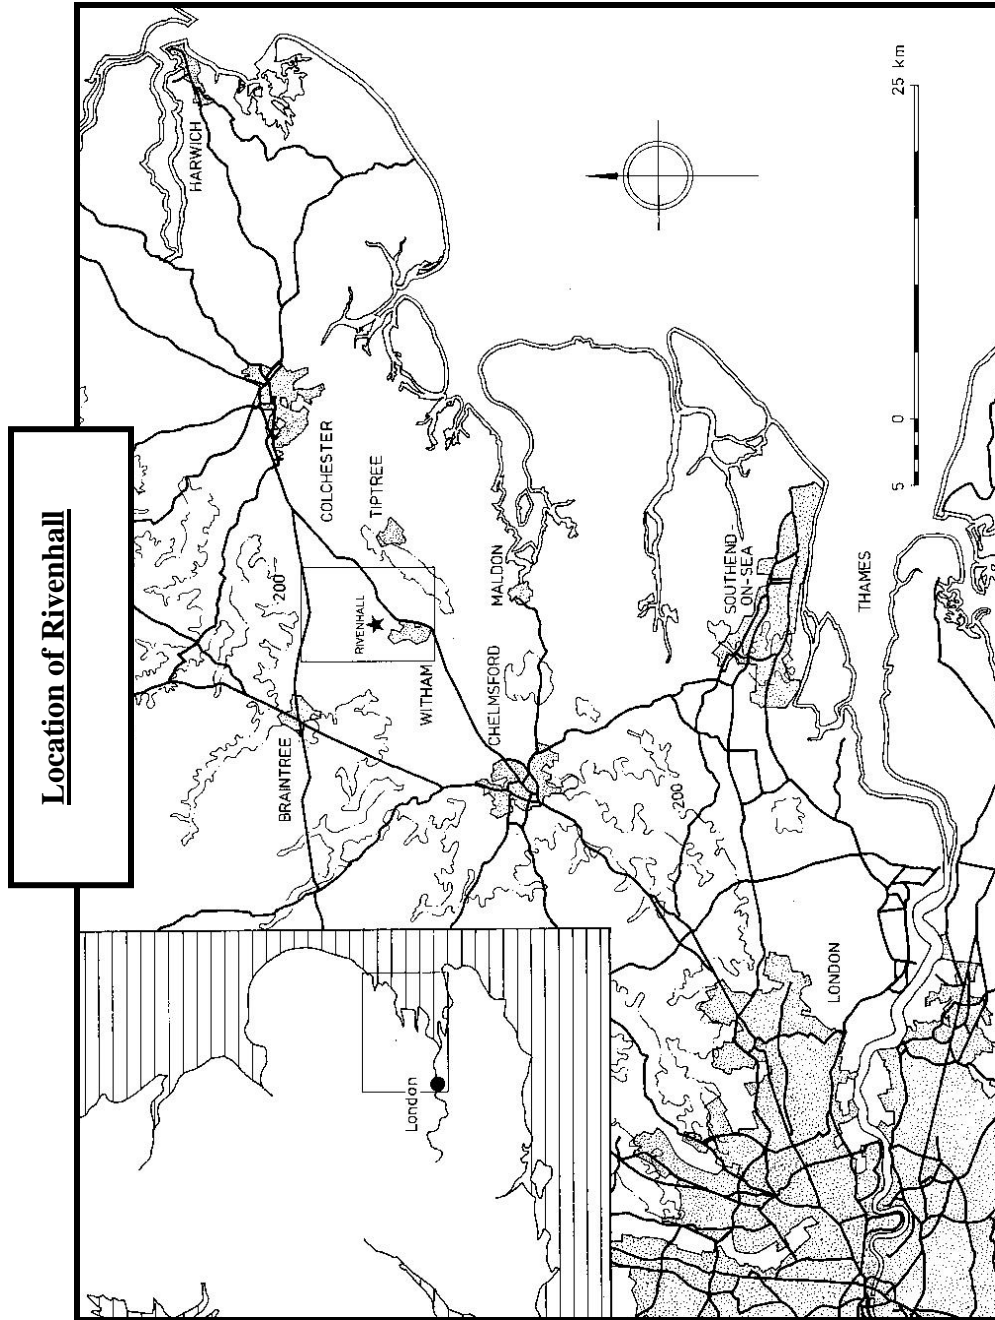 Location of Rivenhall
HARWICH
COLCHESTER
TIPTREE
200
RIVENHALL
BRAINTREE
WITHAM
MALDON
CHELMSFORD
SOUTHEND-
ON-SEA
200
THAMES
LONDON
London
5 0 25 km